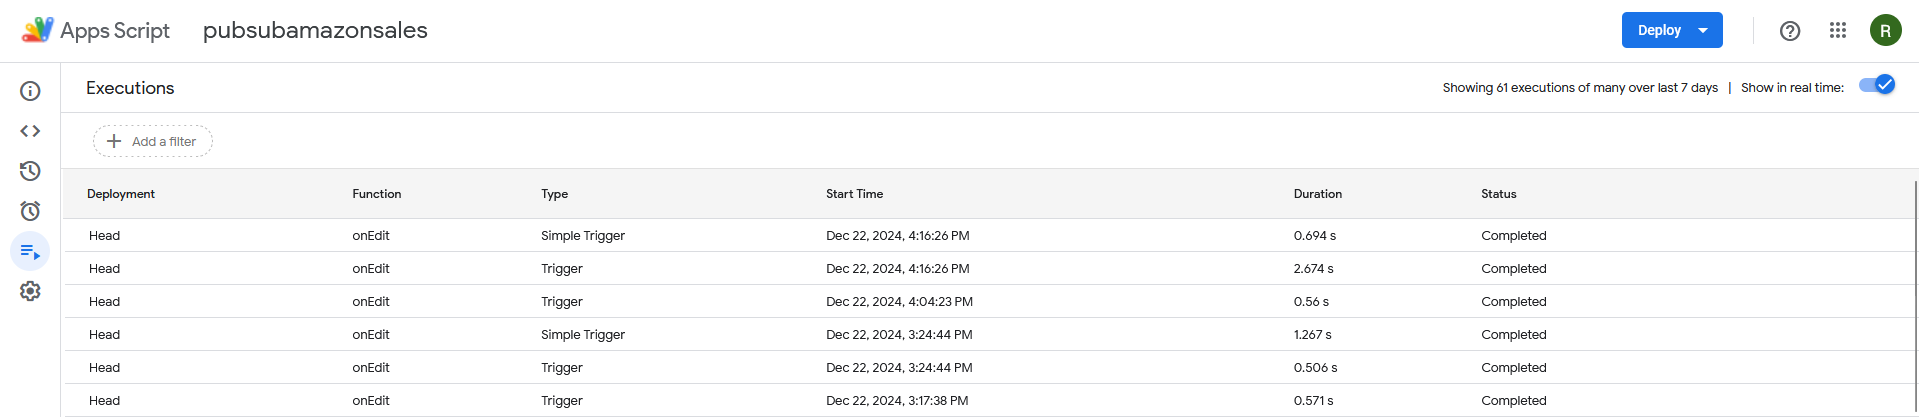 Apps Script pubsubamazonsales Deploy R
Executions Showing 61 executions of many over last 7 days | Show in real time:
Add a filter
Deployment Function Type Start Time Duration Status
Head onEdit Simple Trigger Dec 22, 2024, 4:16:26 PM 0.694 s Completed
Head onEdit Trigger Dec 22, 2024, 4:16:26 PM 2.674 s Completed
Head onEdit Trigger Dec 22, 2024, 4:04:23 PM 0.56 s Completed
Head onEdit Simple Trigger Dec 22, 2024, 3:24:44 PM 1.267 s Completed
Head onEdit Trigger Dec 22, 2024, 3:24:44 PM 0.506 s Completed
Head onEdit Trigger Dec 22, 2024, 3:17:38 PM 0.571 s Completed